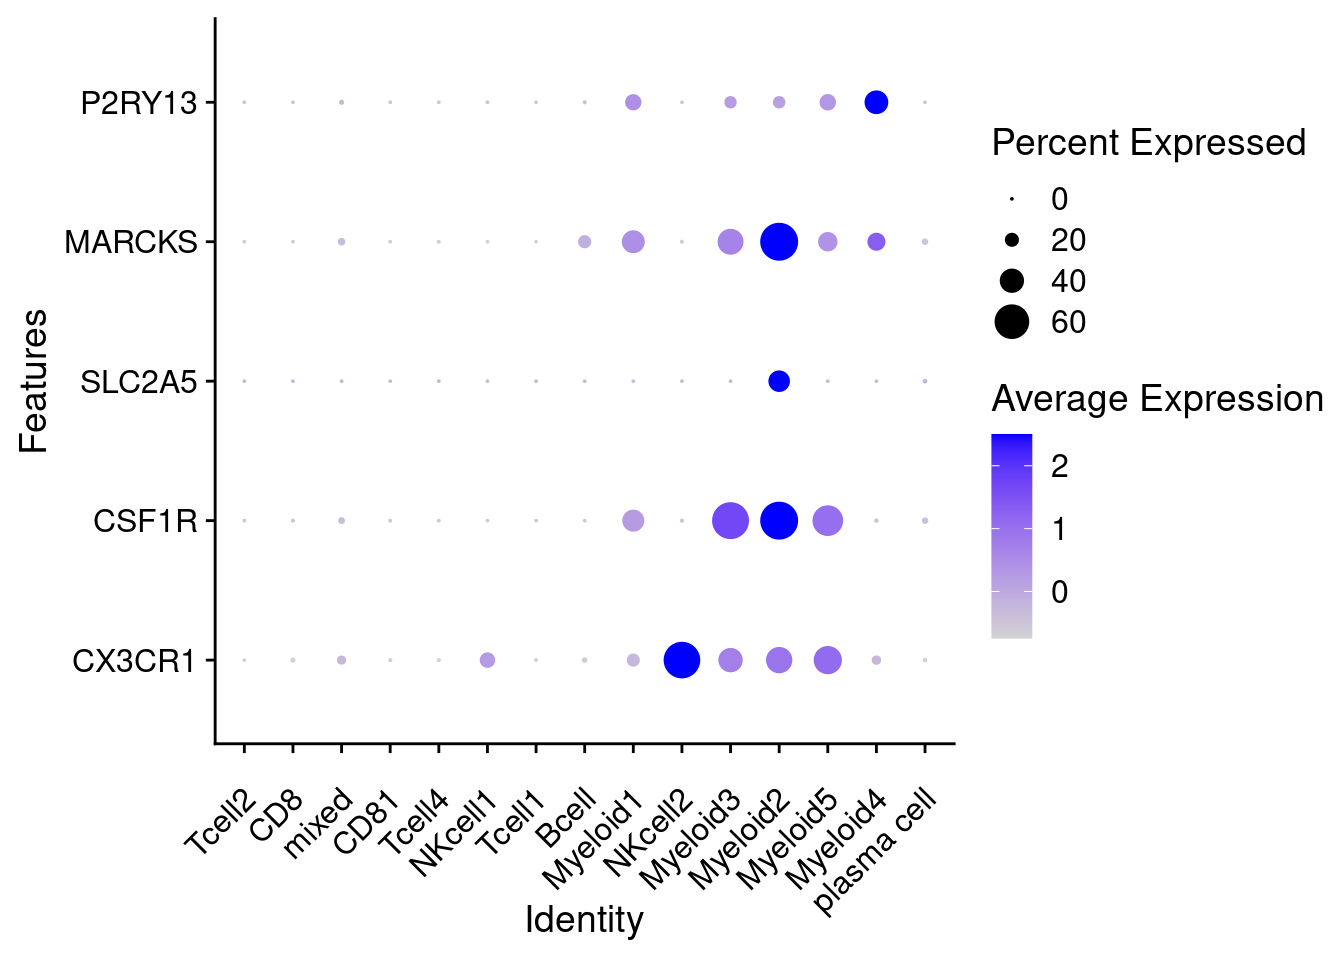 P2RY13
MARCKS
SLC2A5
CSF1R
CX3CR1
Features
Tcell2
CD8
mixed
CD81
Tcell4
NKcell1
Tcell1
Bcell
Myeloid1
NKcell2
Myeloid3
Myeloid2
Myeloid5
Myeloid4
plasma cell
Identity
Percent Expressed
0
20
40
60
Average Expression
2
1
0